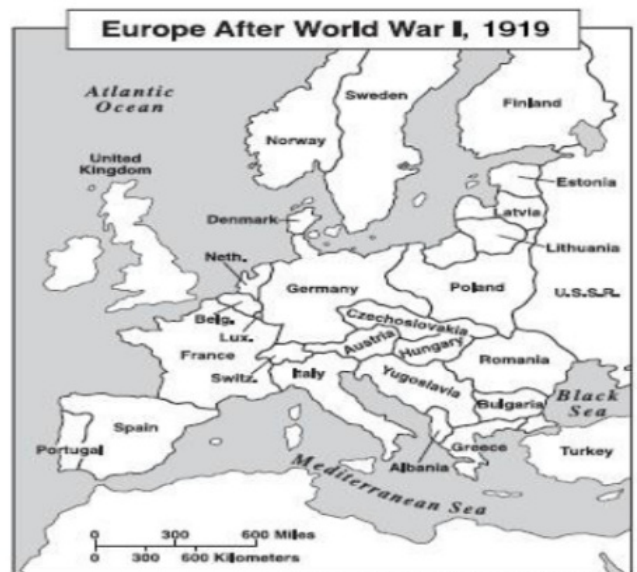 Europe After World War I, 1919
Atlantic
Ocean
Sweden
Finland
Norway
United
Kingdom
Estonia
Latvia
Denmark
Lithuania
Neth.
Germany
Poland
U.S.S.R.
Belg.
Czechoslovakia
Lux.
Austria
Hungary
France
Romania
Switz.
Italy
Yugoslavia
Black
Sea
Bulgaria
Spain
Portugal
Greece
Turkey
Albania
Mediterranean Sea
0 300 600 Miles
0 300 600 Kilometers